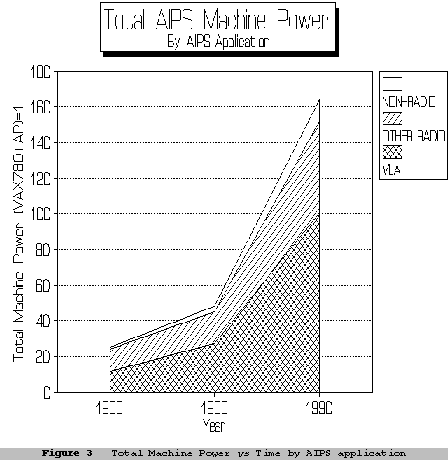 Total AIPS Machine Power
By AIPS Application
180
160
140
120
100
80
60
40
20
0
Total Machine Power (VAX780+AP)=1
1990
Year
NON-RADIO
OTHER RADIO
VLA
Figure 3 Total Machine Power vs Time by AIPS application